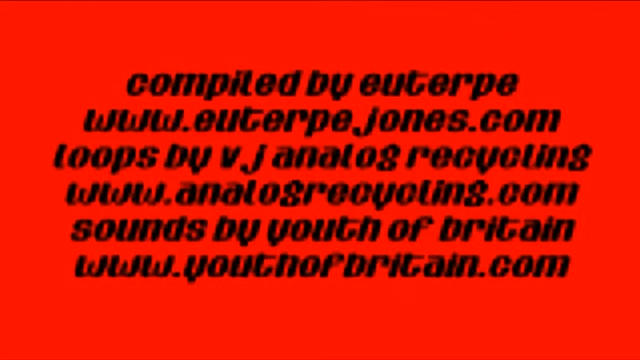 compiled by euterpe
www.euterpe.jones.com
loops by v.j analog recycling
www.analogrecycling.com
sounds by youth of britain
www.youthofbritain.com